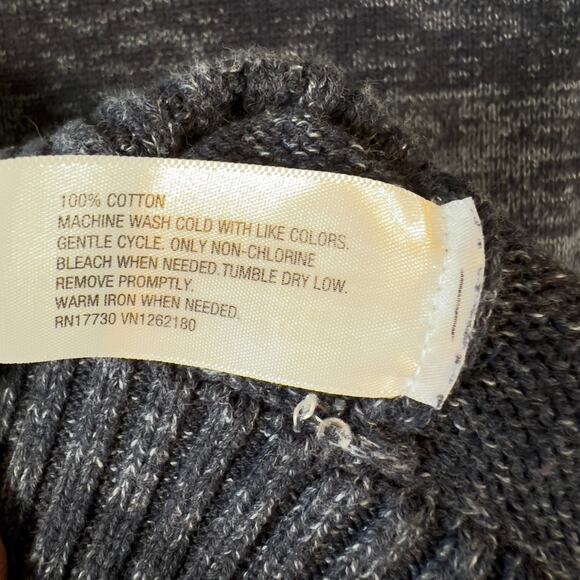 100% COTTON
MACHINE WASH COLD WITH LIKE COLORS.
GENTLE CYCLE. ONLY NON-CHLORINE
BLEACH WHEN NEEDED.TUMBLE DRY LOW.
REMOVE PROMPTLY.
WARM IRON WHEN NEEDED.
RN17730 VN1262180